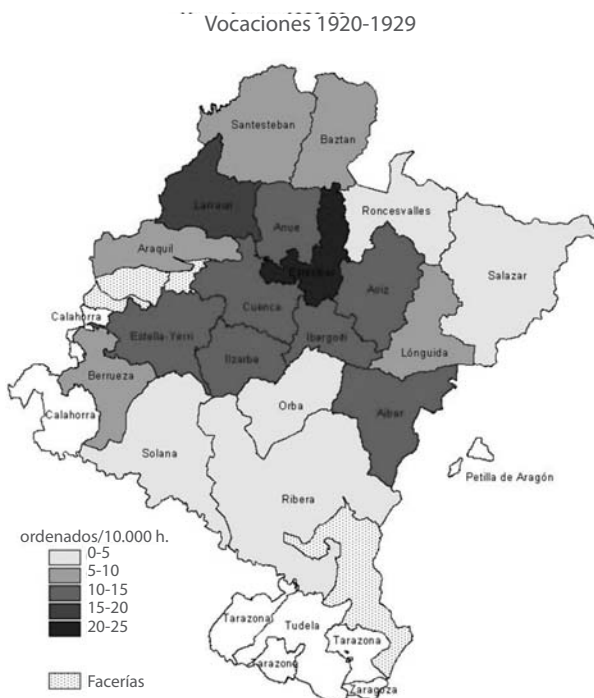 Vocaciones 1920-1929
Santesteban
Baztan
Larraun
Anue
Roncesvalles
Araquil
Salazar
Aoiz
Calahorra
Cuenca
Estella-Yerri
Ibargoiti
Ilzarbe
Lónguida
Berrueza
Calahorra
Orba
Aibar
Solana
Petilla de Aragón
Ribera
ordenados/10.000 h.
0-5
5-10
10-15
15-20
20-25
Tarazona
Tudela
Tarazona
Tarazona
Zaragoza
Facerías